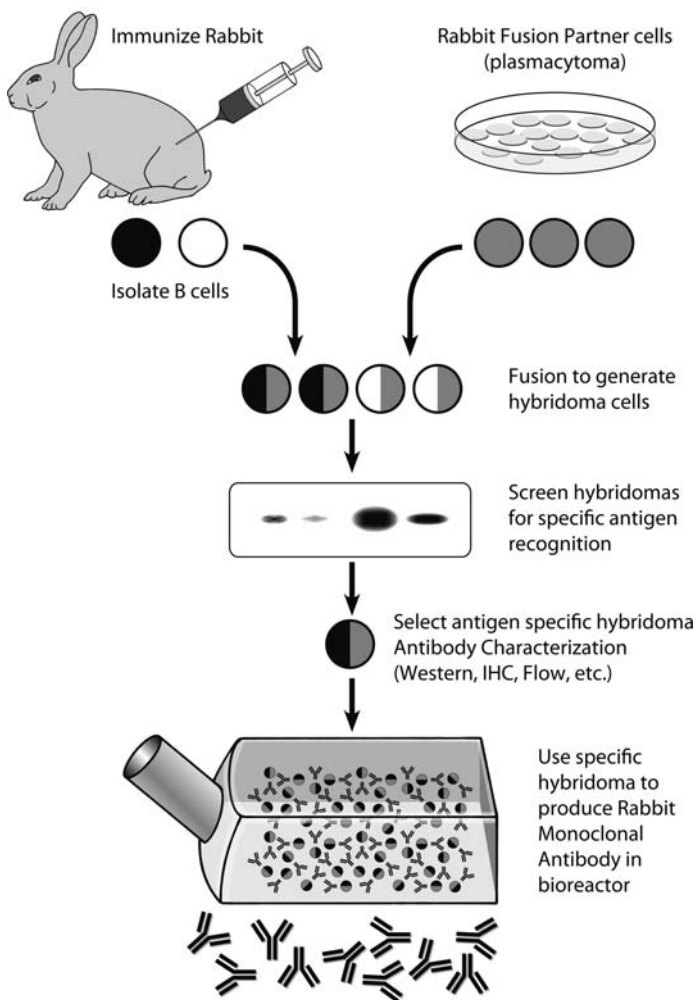 Immunize Rabbit
Rabbit Fusion Partner cells
(plasmacytoma)
Isolate B cells
Fusion to generate
hybridoma cells
Screen hybridomas
for specific antigen
recognition
Select antigen specific hybridoma
Antibody Characterization
(Western, IHC, Flow, etc.)
Use specific
hybridoma to
produce Rabbit
Monoclonal
Antibody in
bioreactor